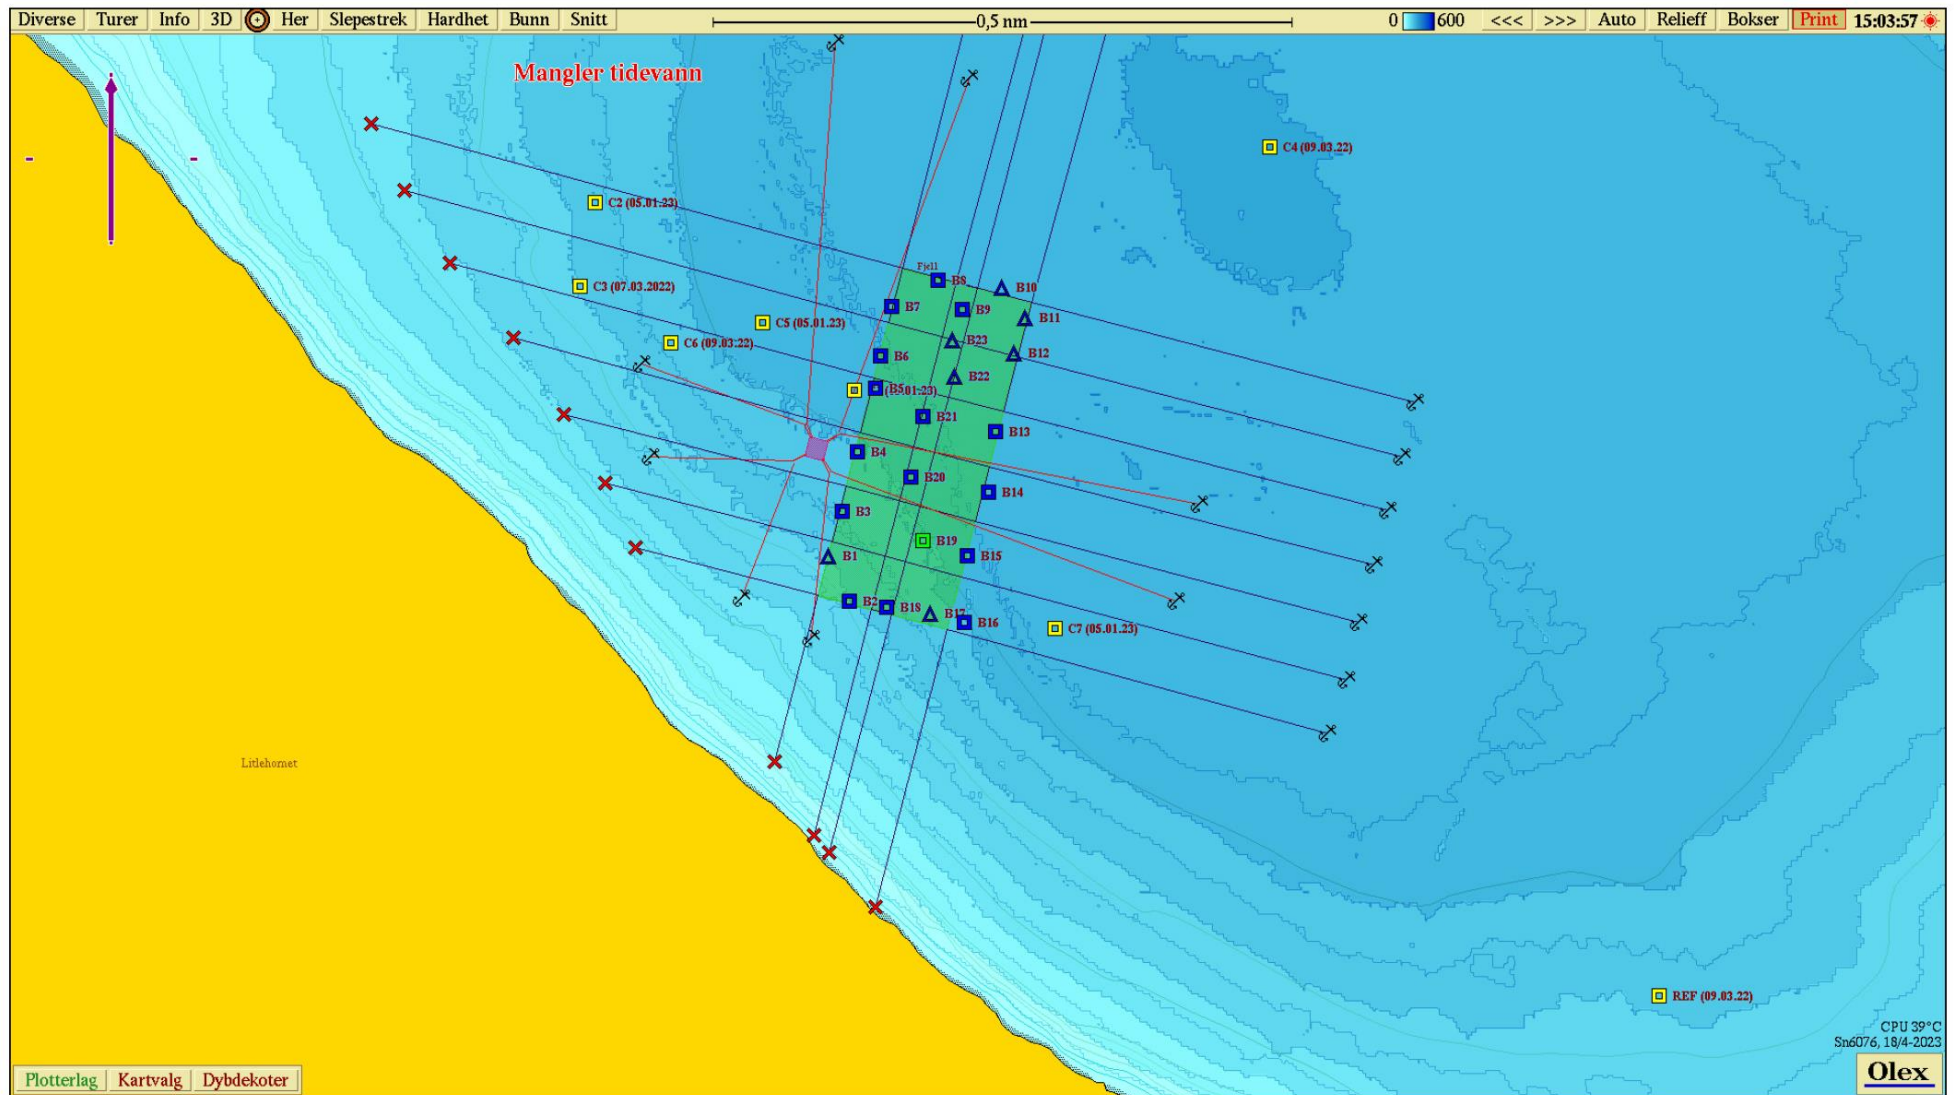 Diverse Turer Info 3D Her Slepestrek Hardhet Bunn Snitt 0,5 nm 0 600 <<< >>> Auto Relieff Bokser Print 15:03:57
Mangler tidevann
C4 (09.03.22)
C2 (05.01.23)
Fjell
B8
B10
C3 (07.03.2022)
B7
B9
B11
C5 (05.01.23)
C6 (09.03.22)
B23
B12
B6
B22
B5
.01.23)
B21
B13
B4
B20
B14
B3
B19
B1
B15
B2
B18
B17
B16
C7 (05.01.23)
Litlehornet
REF (09.03.22)
CPU 39°C
Sn6076, 18/4-2023
Olex
Plotterlag Kartvalg Dybdekoter